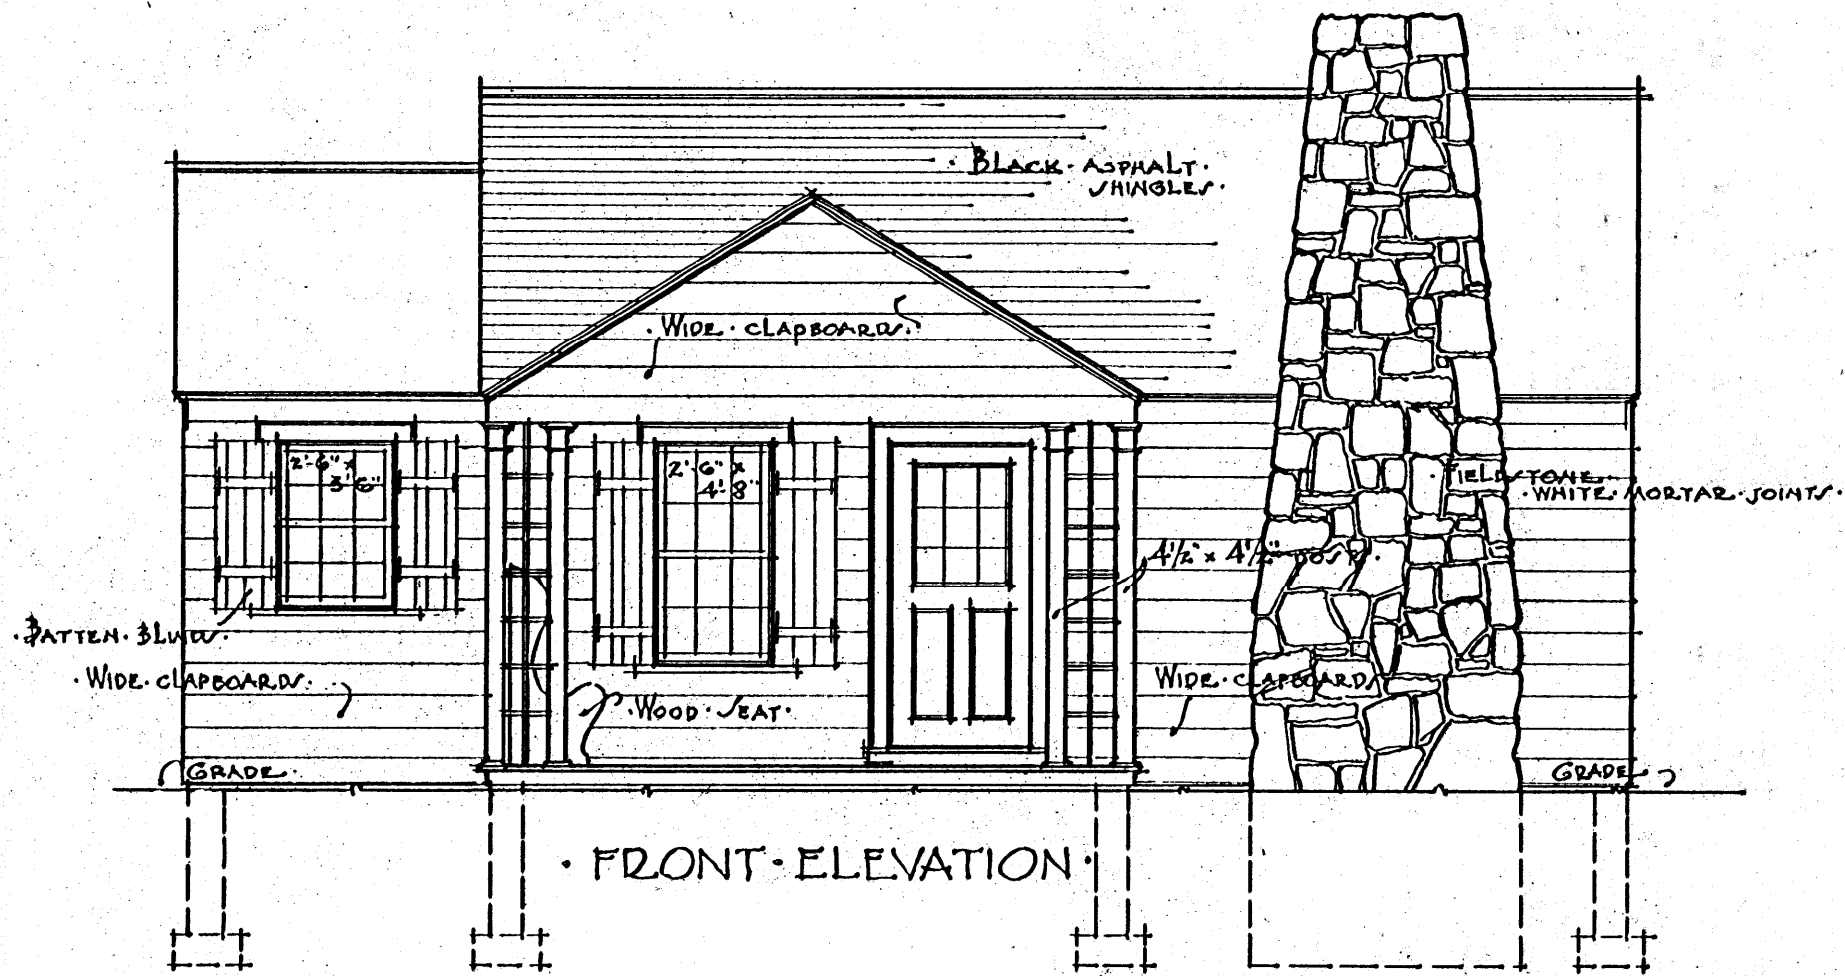 · BLACK · ASPHALT ·
SHINGLES ·
· WIDE · CLAPBOARDS ·
2'-6" x
3'-6"
2'-6" x
4'-8"
· FIELDSTONE ·
· WHITE · MORTAR · JOINTS ·
4½" x 4½" POSTS ·
· BATTEN · BLINDS ·
· WIDE · CLAPBOARDS ·
WIDE · CLAPBOARDS
· WOOD · SEAT ·
GRADE ·
GRADE
· FRONT · ELEVATION ·